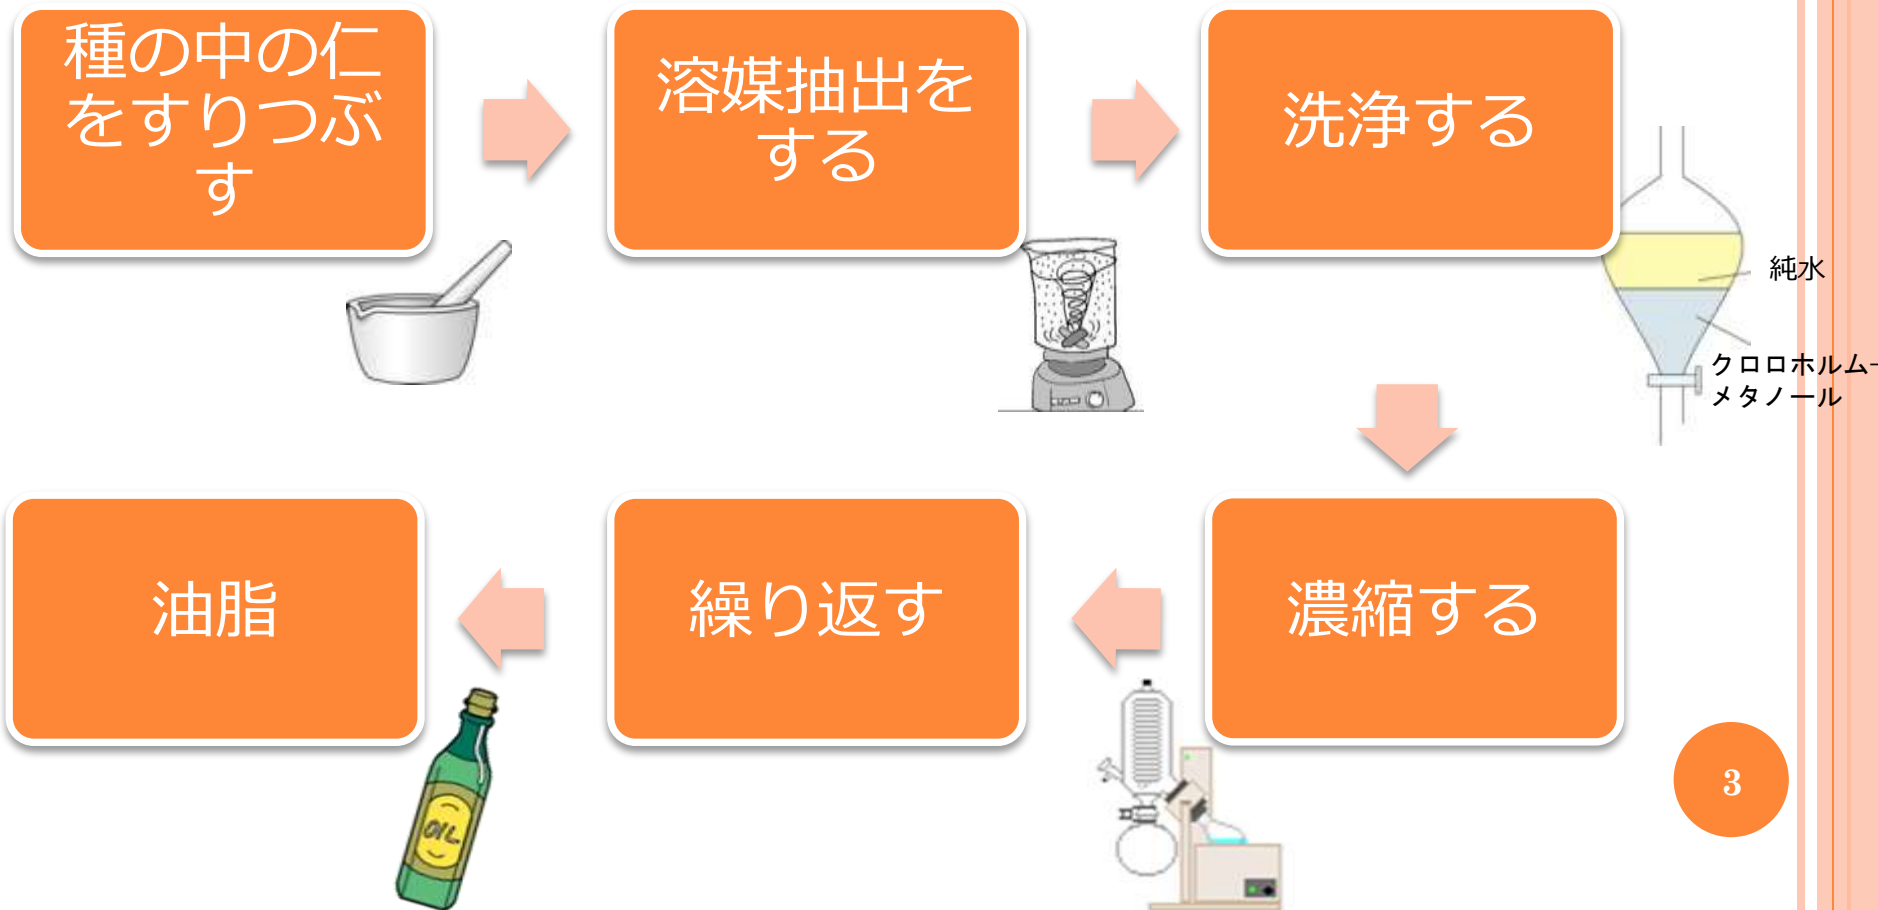 種の中の仁
をすりつぶ
す
溶媒抽出を
する
洗浄する
純水
クロロホルム-
メタノール
濃縮する
繰り返す
油脂
OIL
3